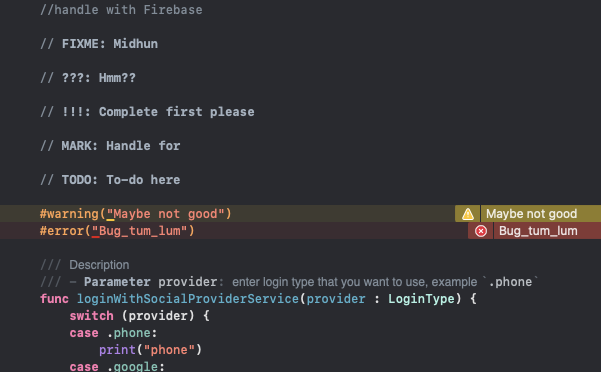 //handle with Firebase
// FIXME: Midhun
// ???: Hmm??
// !!!: Complete first please
// MARK: Handle for
// TODO: To-do here
#warning("Maybe not good") Maybe not good
#error("Bug_tum_lum") Bug_tum_lum
/// Description
/// - Parameter provider: enter login type that you want to use, example `.phone`
func loginWithSocialProviderService(provider : LoginType) {
switch (provider) {
case .phone:
print("phone")
case .google: